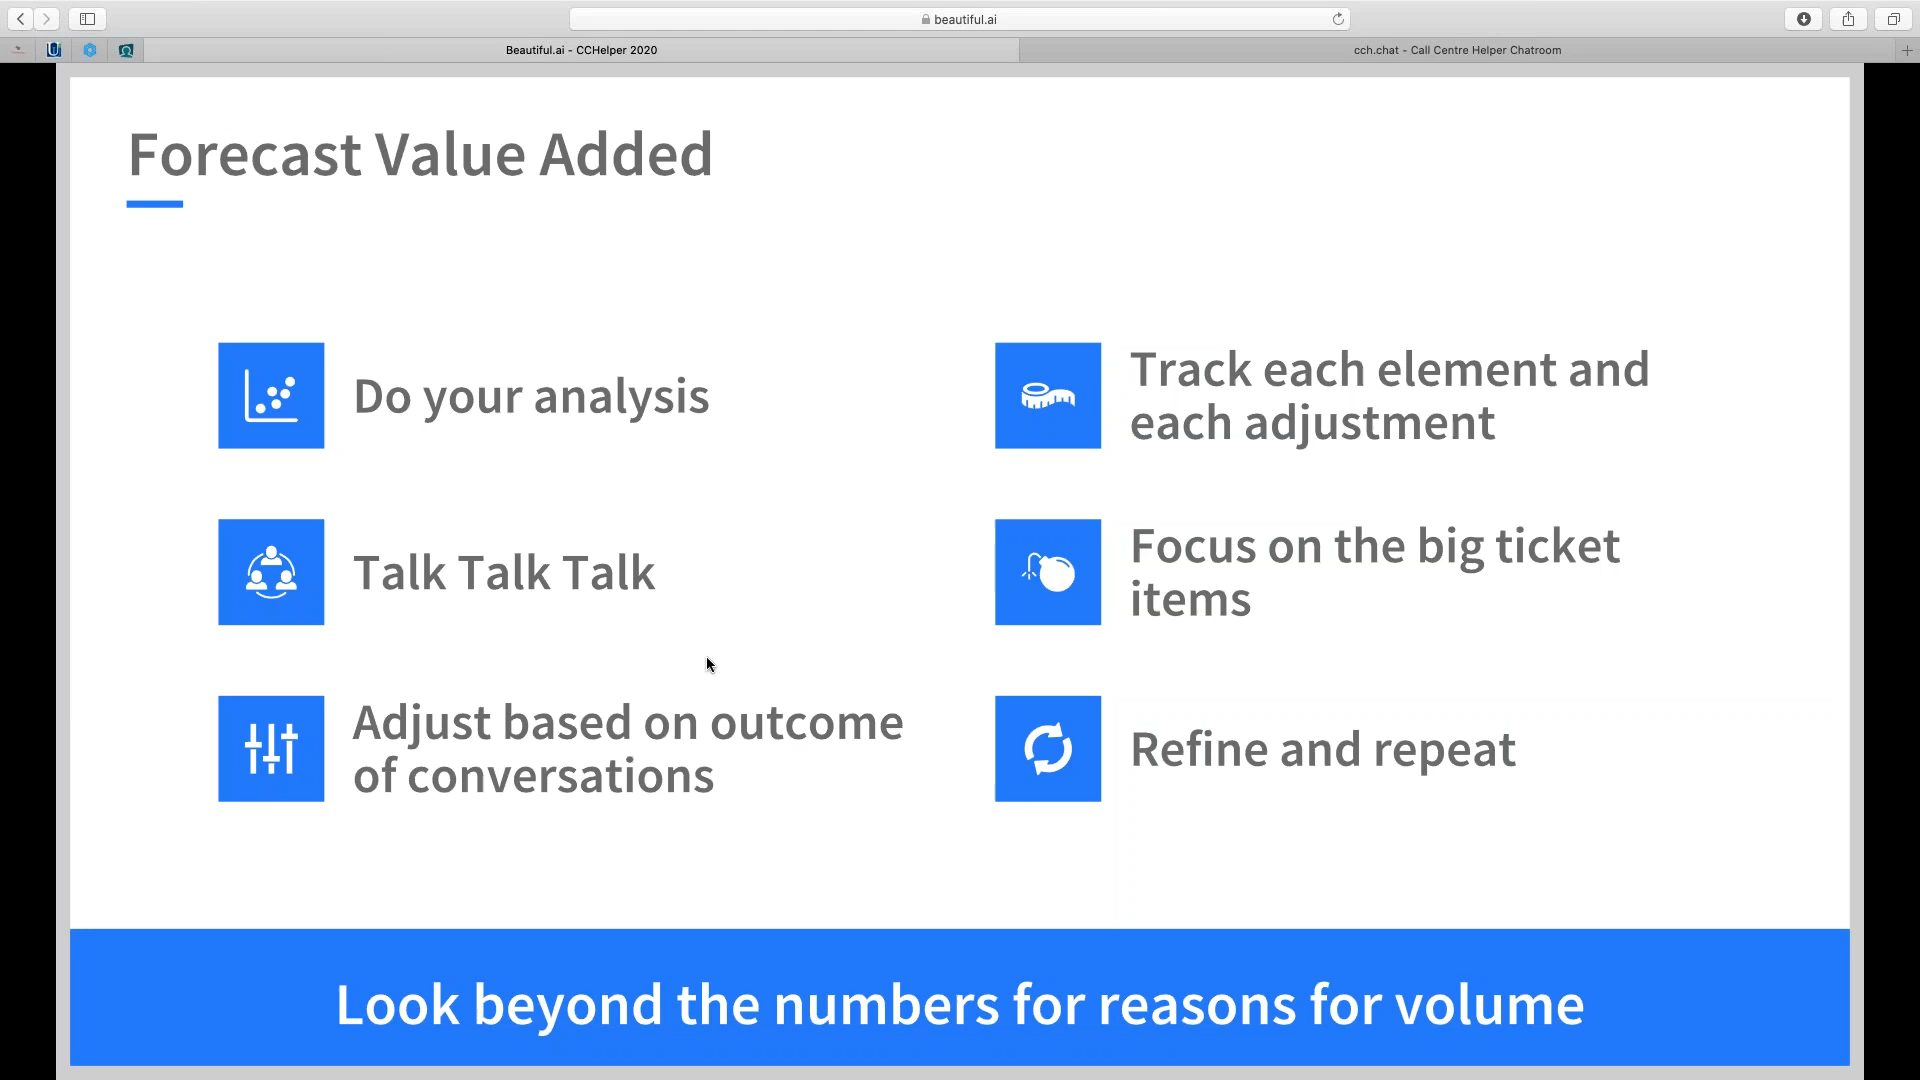 beautiful.ai
Beautiful.ai - CCHelper 2020
cch.chat - Call Centre Helper Chatroom
Forecast Value Added
Do your analysis
Talk Talk Talk
Adjust based on outcome
of conversations
Track each element and
each adjustment
Focus on the big ticket
items
Refine and repeat
Look beyond the numbers for reasons for volume